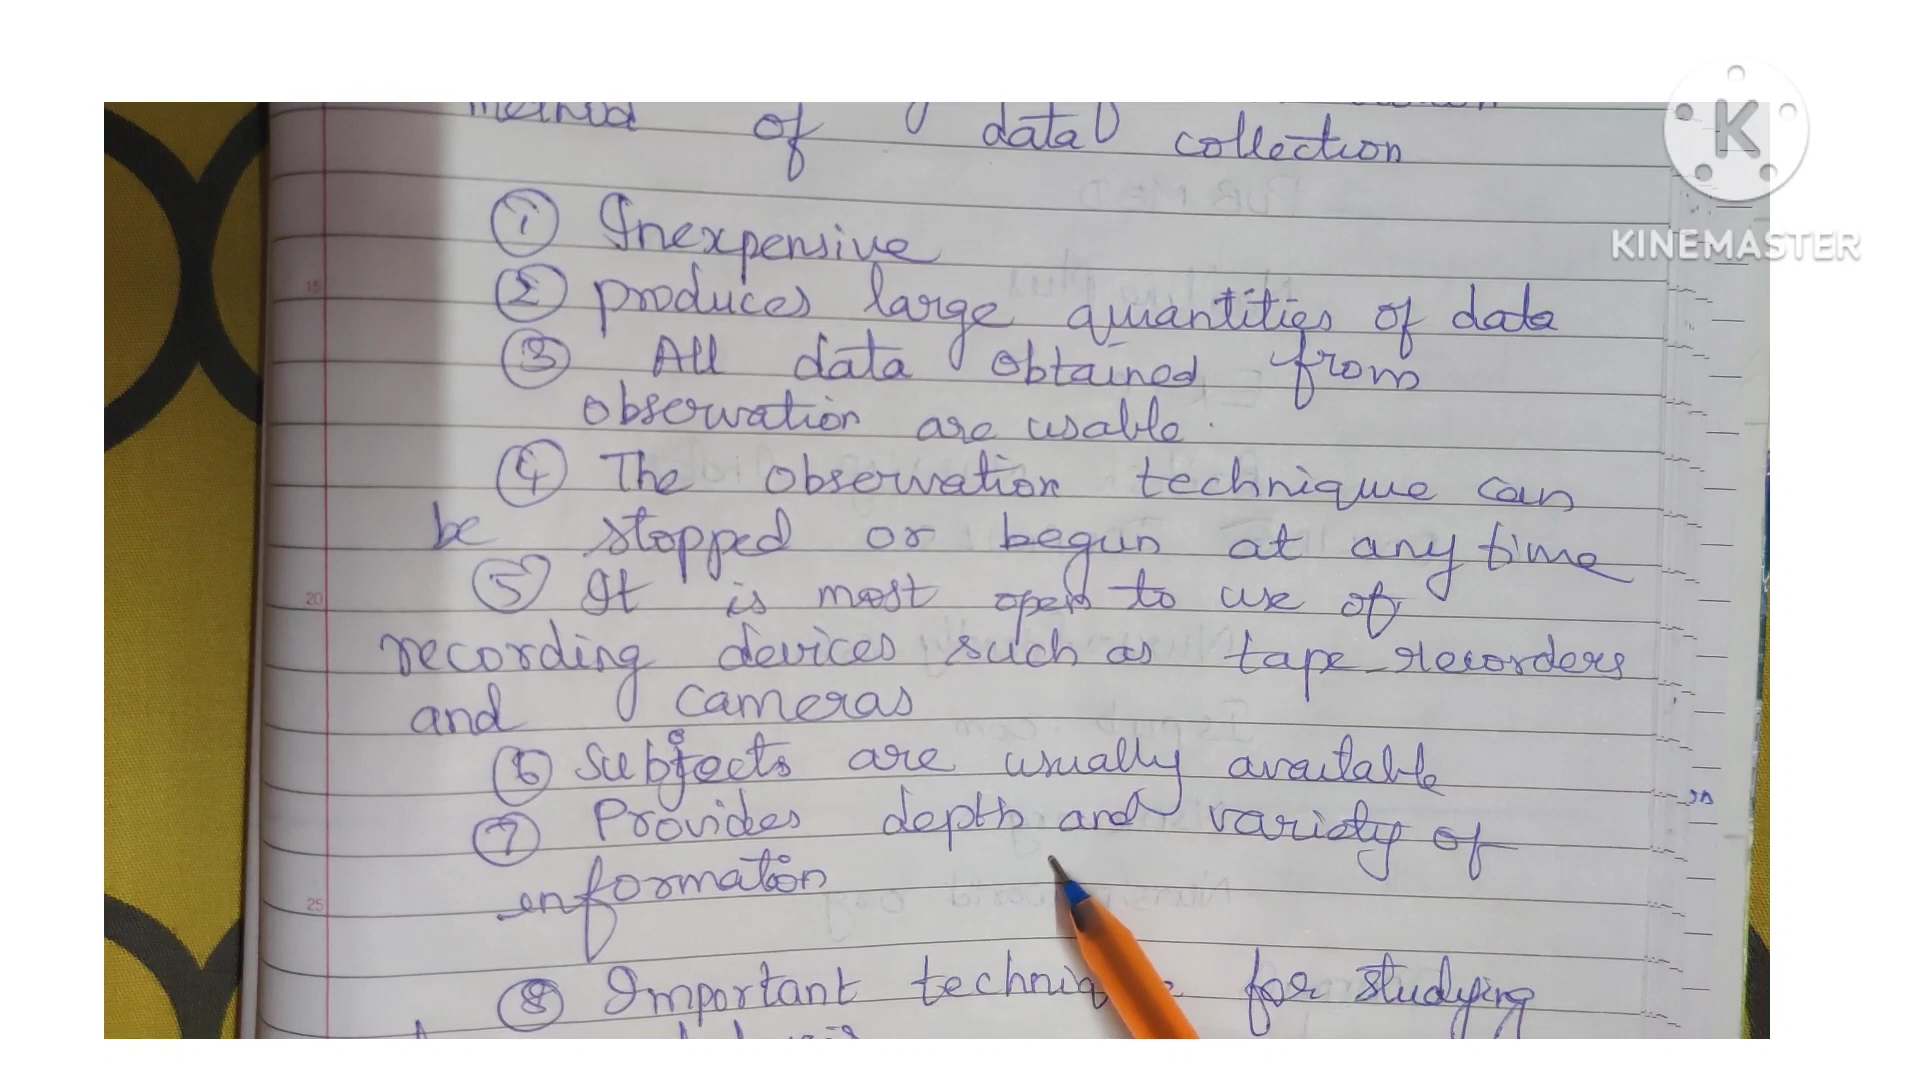 method of data collection
① Inexpensive
② produces large quantities of data
③ All data obtained from
observation are usable.
④ The observation technique can
be stopped or begun at any time
⑤ It is most open to use of
recording devices such as tape recorders
and cameras
⑥ Subjects are usually available
⑦ Provides depth and variety of
information
⑧ Important technique for studying
KINEMASTER